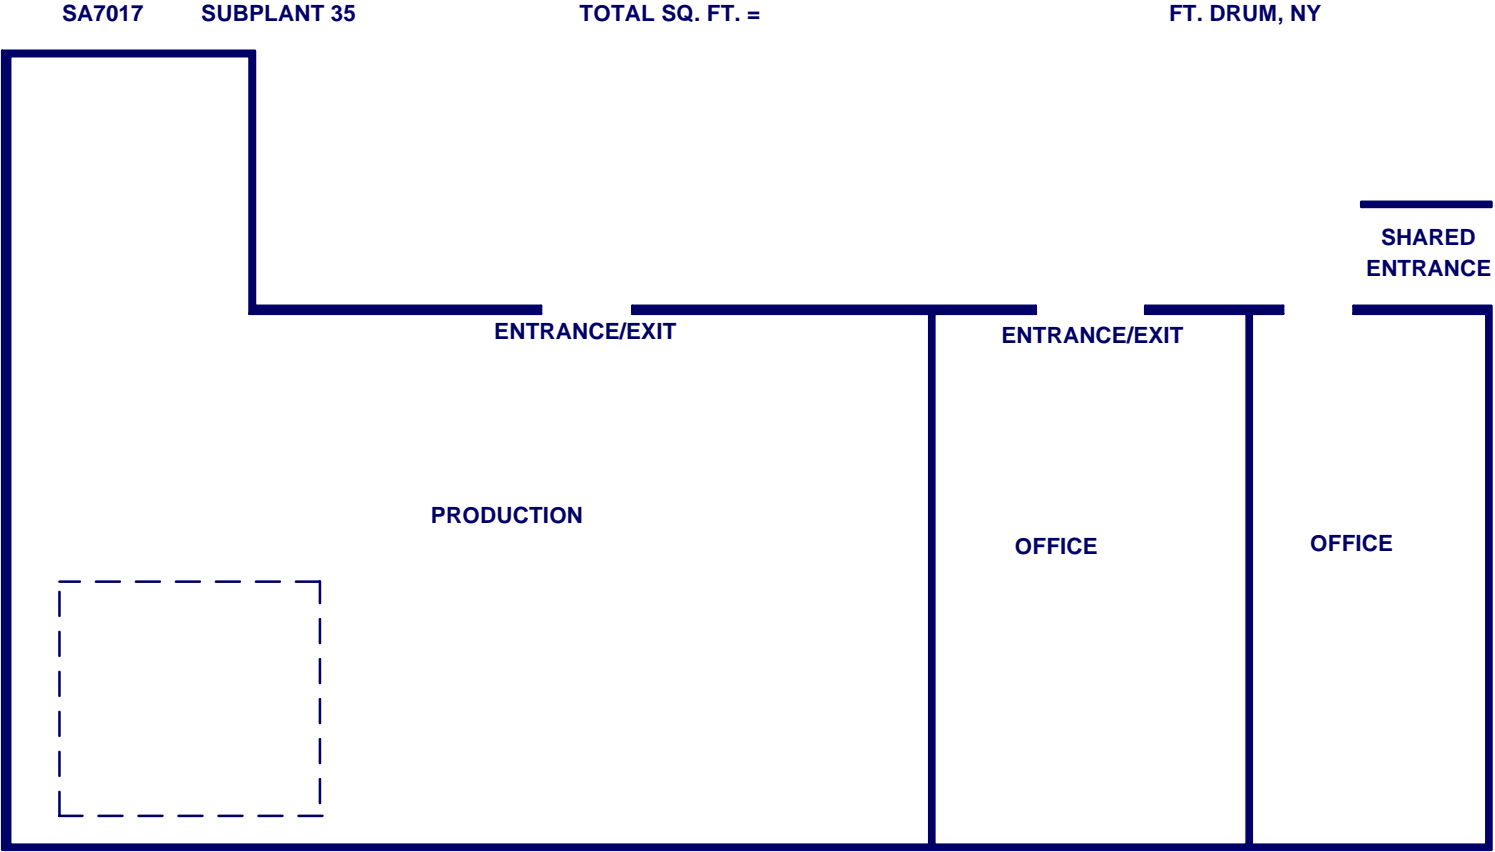 SA7017 SUBPLANT 35 TOTAL SQ. FT. = FT. DRUM, NY
SHARED
ENTRANCE
ENTRANCE/EXIT
ENTRANCE/EXIT
PRODUCTION
OFFICE
OFFICE